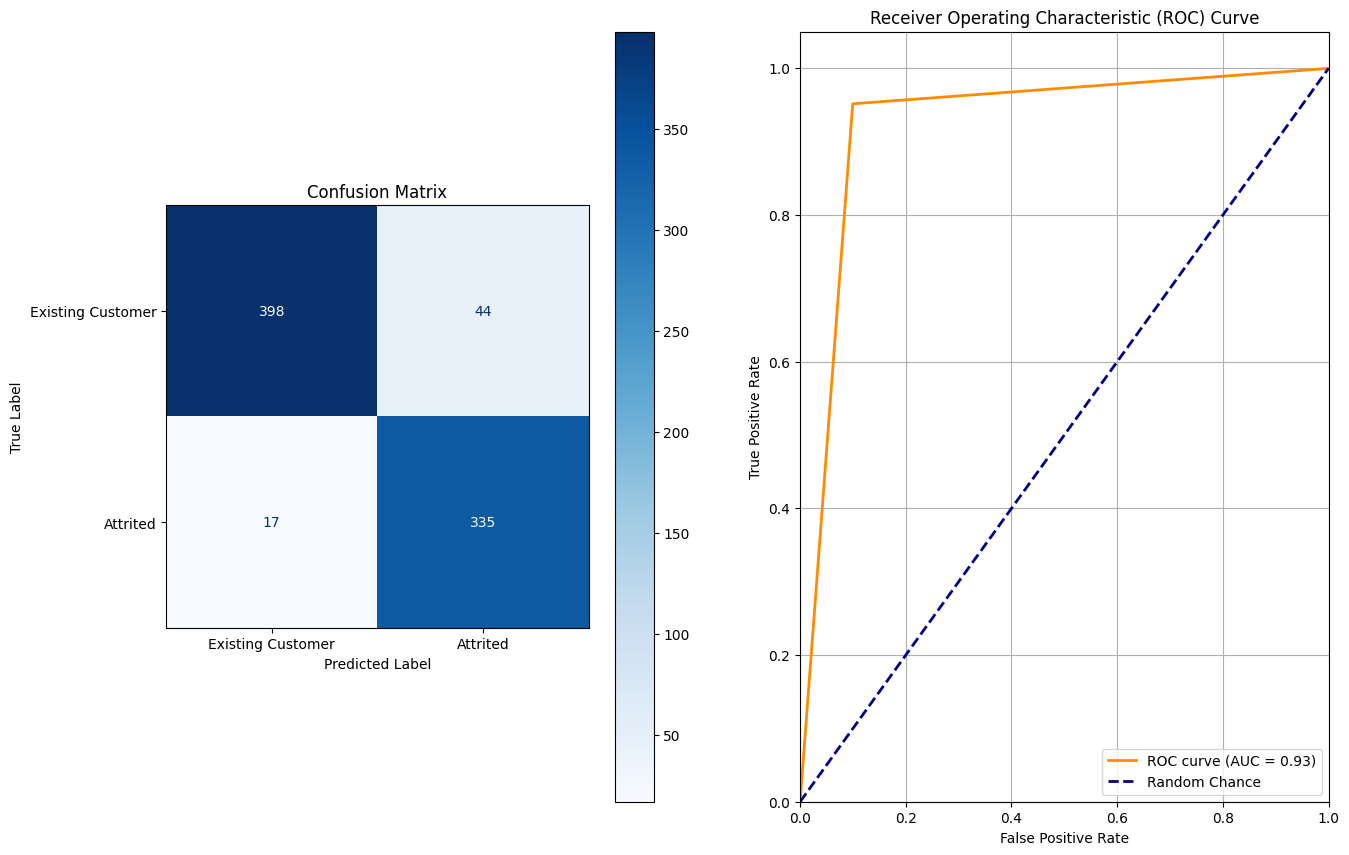 Confusion Matrix
Existing Customer
Attrited
True Label
398
44
17
335
Existing Customer
Attrited
Predicted Label
350
300
250
200
150
100
50
Receiver Operating Characteristic (ROC) Curve
True Positive Rate
1.0
0.8
0.6
0.4
0.2
0.0
0.0
0.2
0.4
0.6
0.8
1.0
False Positive Rate
ROC curve (AUC = 0.93)
Random Chance